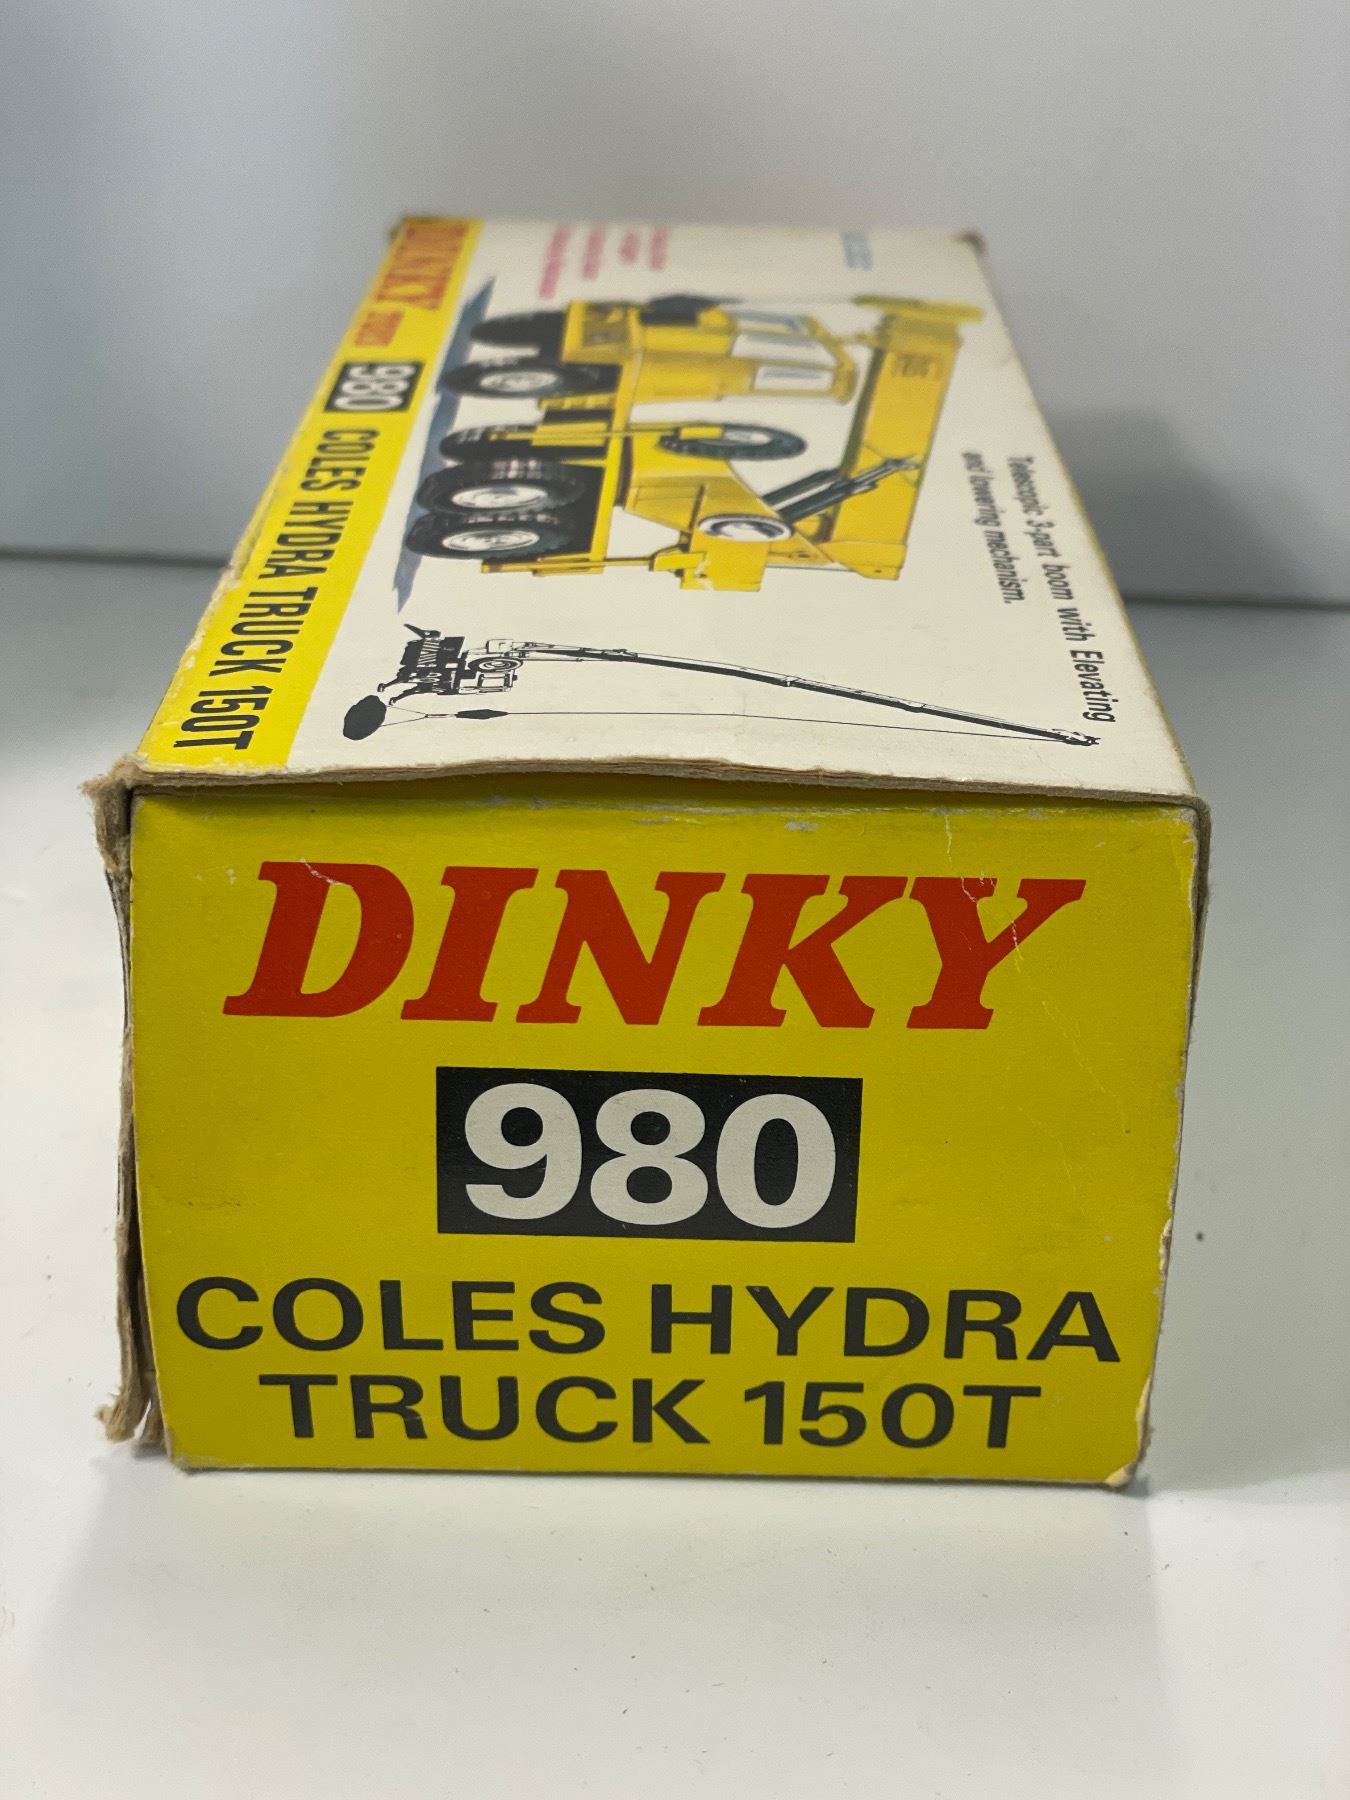 DINKY TOYS 980 COLES HYDRA TRUCK 150T
Telescopic 3-part boom with Elevating
and lowering mechanism.
DINKY
980
COLES HYDRA
TRUCK 150T